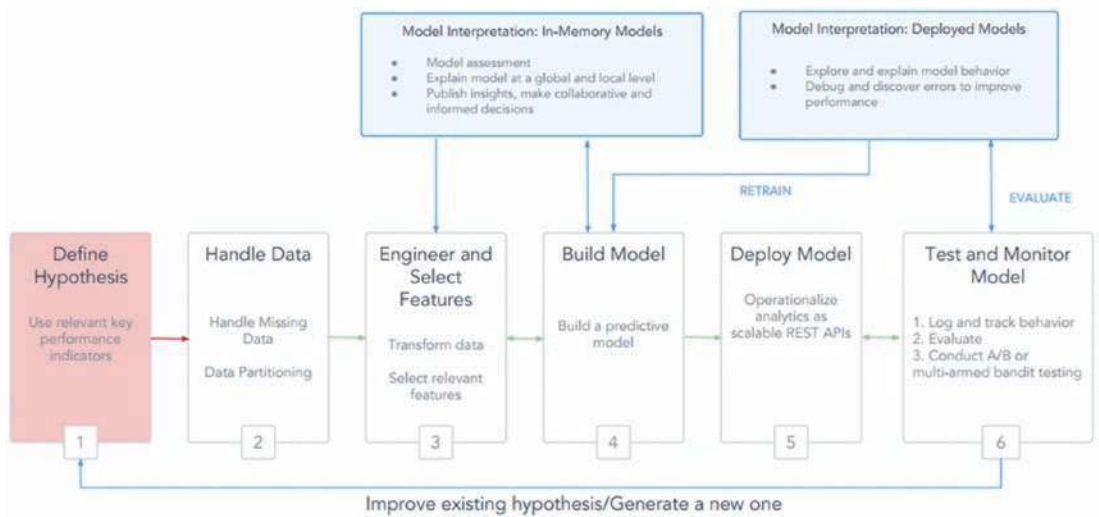 Model Interpretation: In-Memory Models
Model assessment
Explain model at a global and local level
Publish insights, make collaborative and
informed decisions
Model Interpretation: Deployed Models
Explore and explain model behavior
Debug and discover errors to improve
performance
RETRAIN
EVALUATE
Define
Hypothesis
Use relevant key
performance
indicators
1
Handle Data
Handle Missing
Data
Data Partitioning
2
Engineer and
Select
Features
Transform data
Select relevant
features
3
Build Model
Build a predictive
model
4
Deploy Model
Operationalize
analytics as
scalable REST APIs
5
Test and Monitor
Model
1. Log and track behavior
2. Evaluate
3. Conduct A/B or
multi-armed bandit testing
6
Improve existing hypothesis/Generate a new one